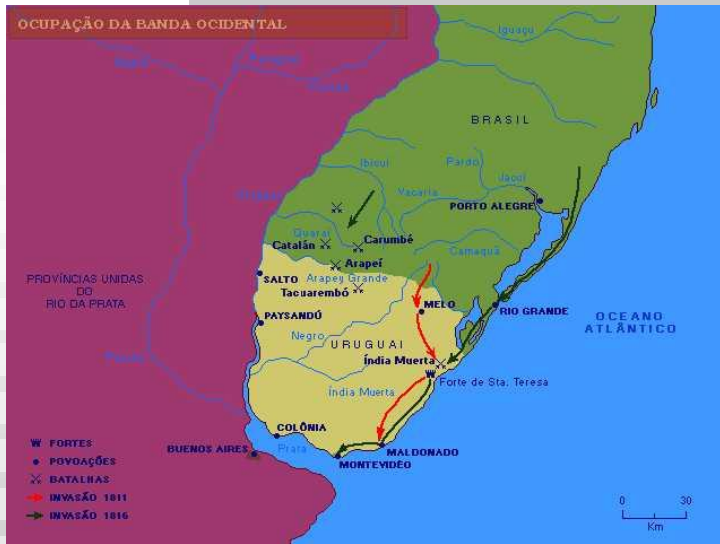 OCUPAÇÃO DA BANDA OCIDENTAL
Iguaçu
Paraguai
BRASIL
Ibicuí
Pardo
Jacuí
Vacaria
PORTO ALEGRE
Quarai
Catalán
Carumbé
Camaquã
Arapeí
SALTO
Arapey Grande
Tacuarembó
PROVÍNCIAS UNIDAS
DO
RIO DA PRATA
MELO
RIO GRANDE
PAYSANDÚ
OCEANO
ATLÂNTICO
Negro
URUGUAI
Índia Muerta
Forte de Sta. Teresa
Índia Muerta
COLÔNIA
BUENOS AIRES
Prata
MALDONADO
MONTEVIDÉO
FORTES
POVOAÇÕES
BATALHAS
INVASÃO 1811
INVASÃO 1816
0 30
Km